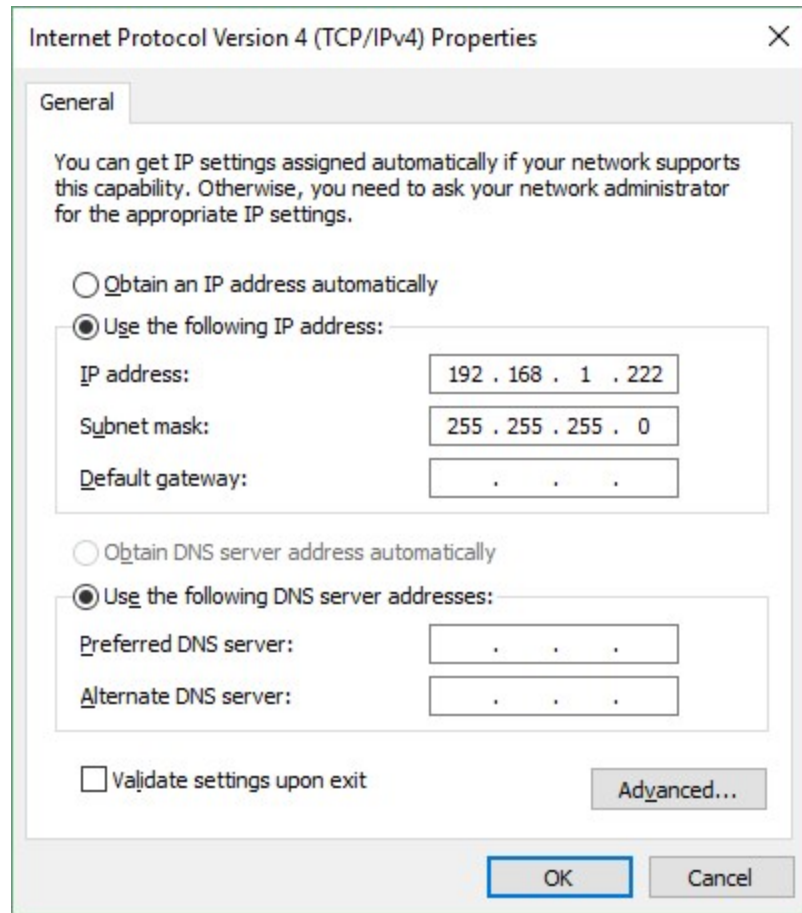 Internet Protocol Version 4 (TCP/IPv4) Properties
General
You can get IP settings assigned automatically if your network supports
this capability. Otherwise, you need to ask your network administrator
for the appropriate IP settings.
Obtain an IP address automatically
Use the following IP address:
IP address: 192 . 168 . 1 . 222
Subnet mask: 255 . 255 . 255 . 0
Default gateway: . . .
Obtain DNS server address automatically
Use the following DNS server addresses:
Preferred DNS server: . . .
Alternate DNS server: . . .
Validate settings upon exit
Advanced...
OK Cancel